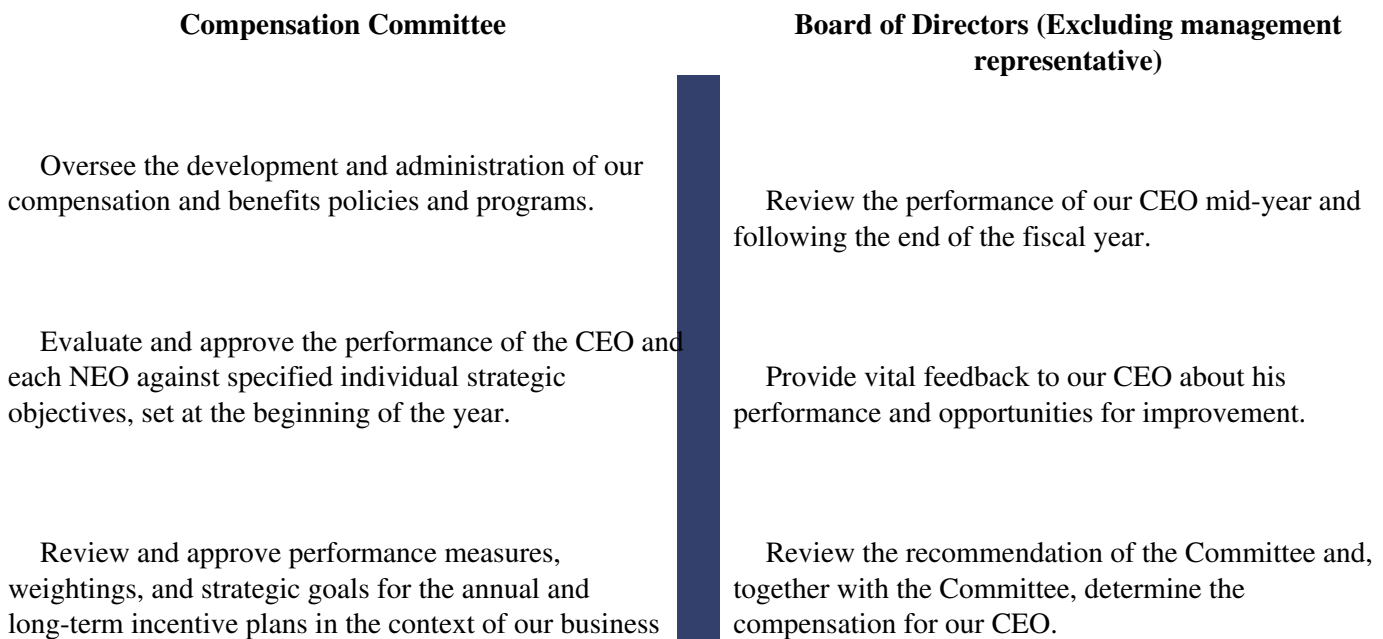 Compensation Committee
Oversee the development and administration of our
compensation and benefits policies and programs.
Evaluate and approve the performance of the CEO and
each NEO against specified individual strategic
objectives, set at the beginning of the year.
Review and approve performance measures,
weightings, and strategic goals for the annual and
long-term incentive plans in the context of our business
Board of Directors (Excluding management
representative)
Review the performance of our CEO mid-year and
following the end of the fiscal year.
Provide vital feedback to our CEO about his
performance and opportunities for improvement.
Review the recommendation of the Committee and,
together with the Committee, determine the
compensation for our CEO.